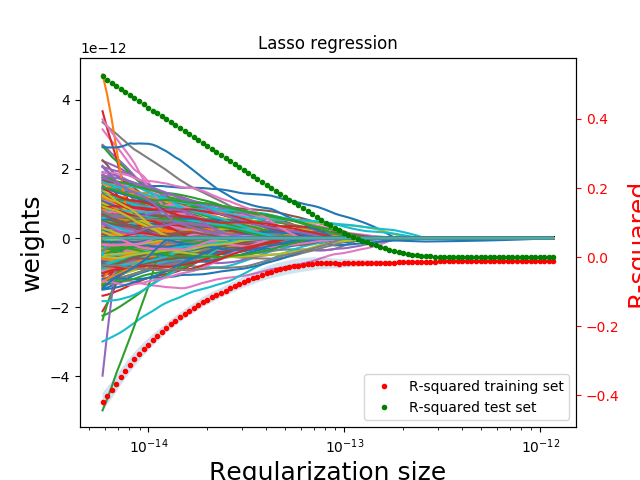 Lasso regression
1e−12
4
2
0
−2
−4
weights
0.4
0.2
0.0
−0.2
−0.4
R-squared
R-squared training set
R-squared test set
10−14
10−13
10−12
Regularization size